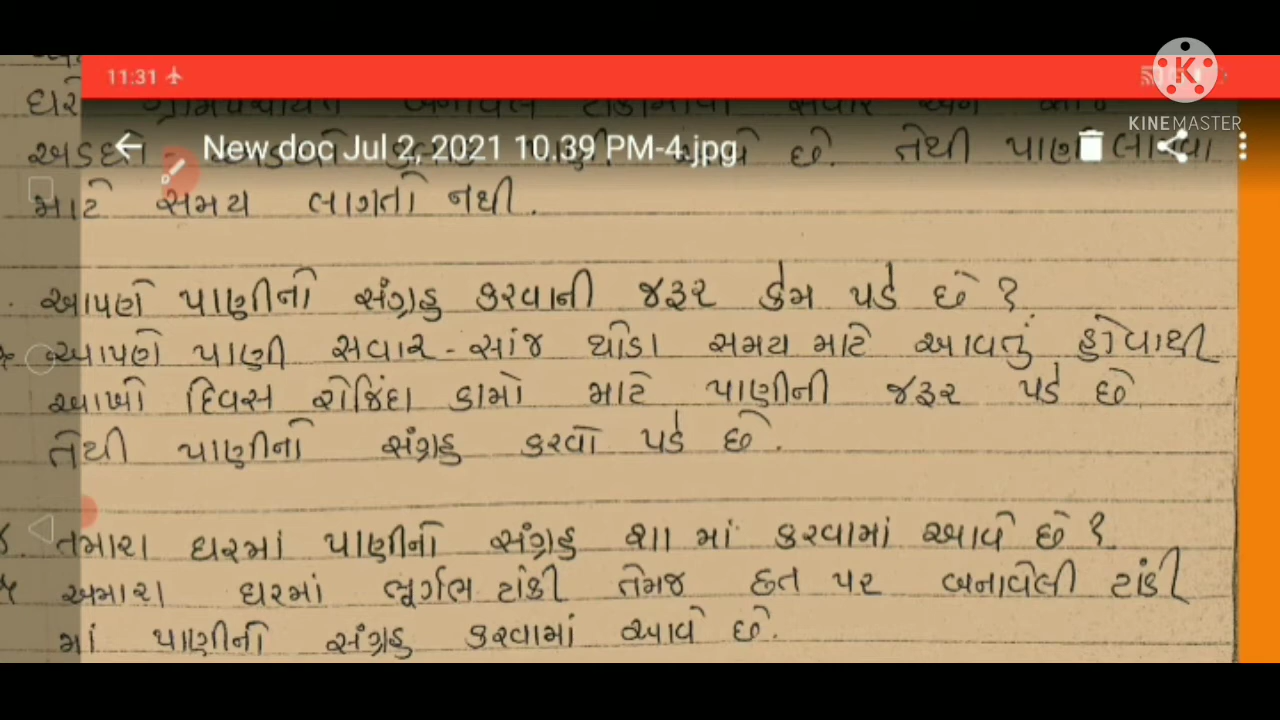 11:31
KINEMASTER
New doc Jul 2, 2021 10.39 PM-4.jpg
છે. તેથી પાણી લાવવા
માટે સમય લાગતો નથી.
આપણે પાણીનો સંગ્રહ કરવાની જરૂર કેમ પડે છે ?
આપણે પાણી સવાર - સાંજ થોડા સમય માટે આવતું હોવાથી
આખો દિવસ રોજિંદા કામો માટે પાણીની જરૂર પડે છે
તેથી પાણીનો સંગ્રહ કરવો પડે છે.
તમારા ઘરમાં પાણીનો સંગ્રહ શા માં કરવામાં આવે છે ?
અમારા ઘરમાં ભૂર્ગભ ટાંકી તેમજ છત પર બનાવેલી ટાંકી
માં પાણીનો સંગ્રહ કરવામાં આવે છે.